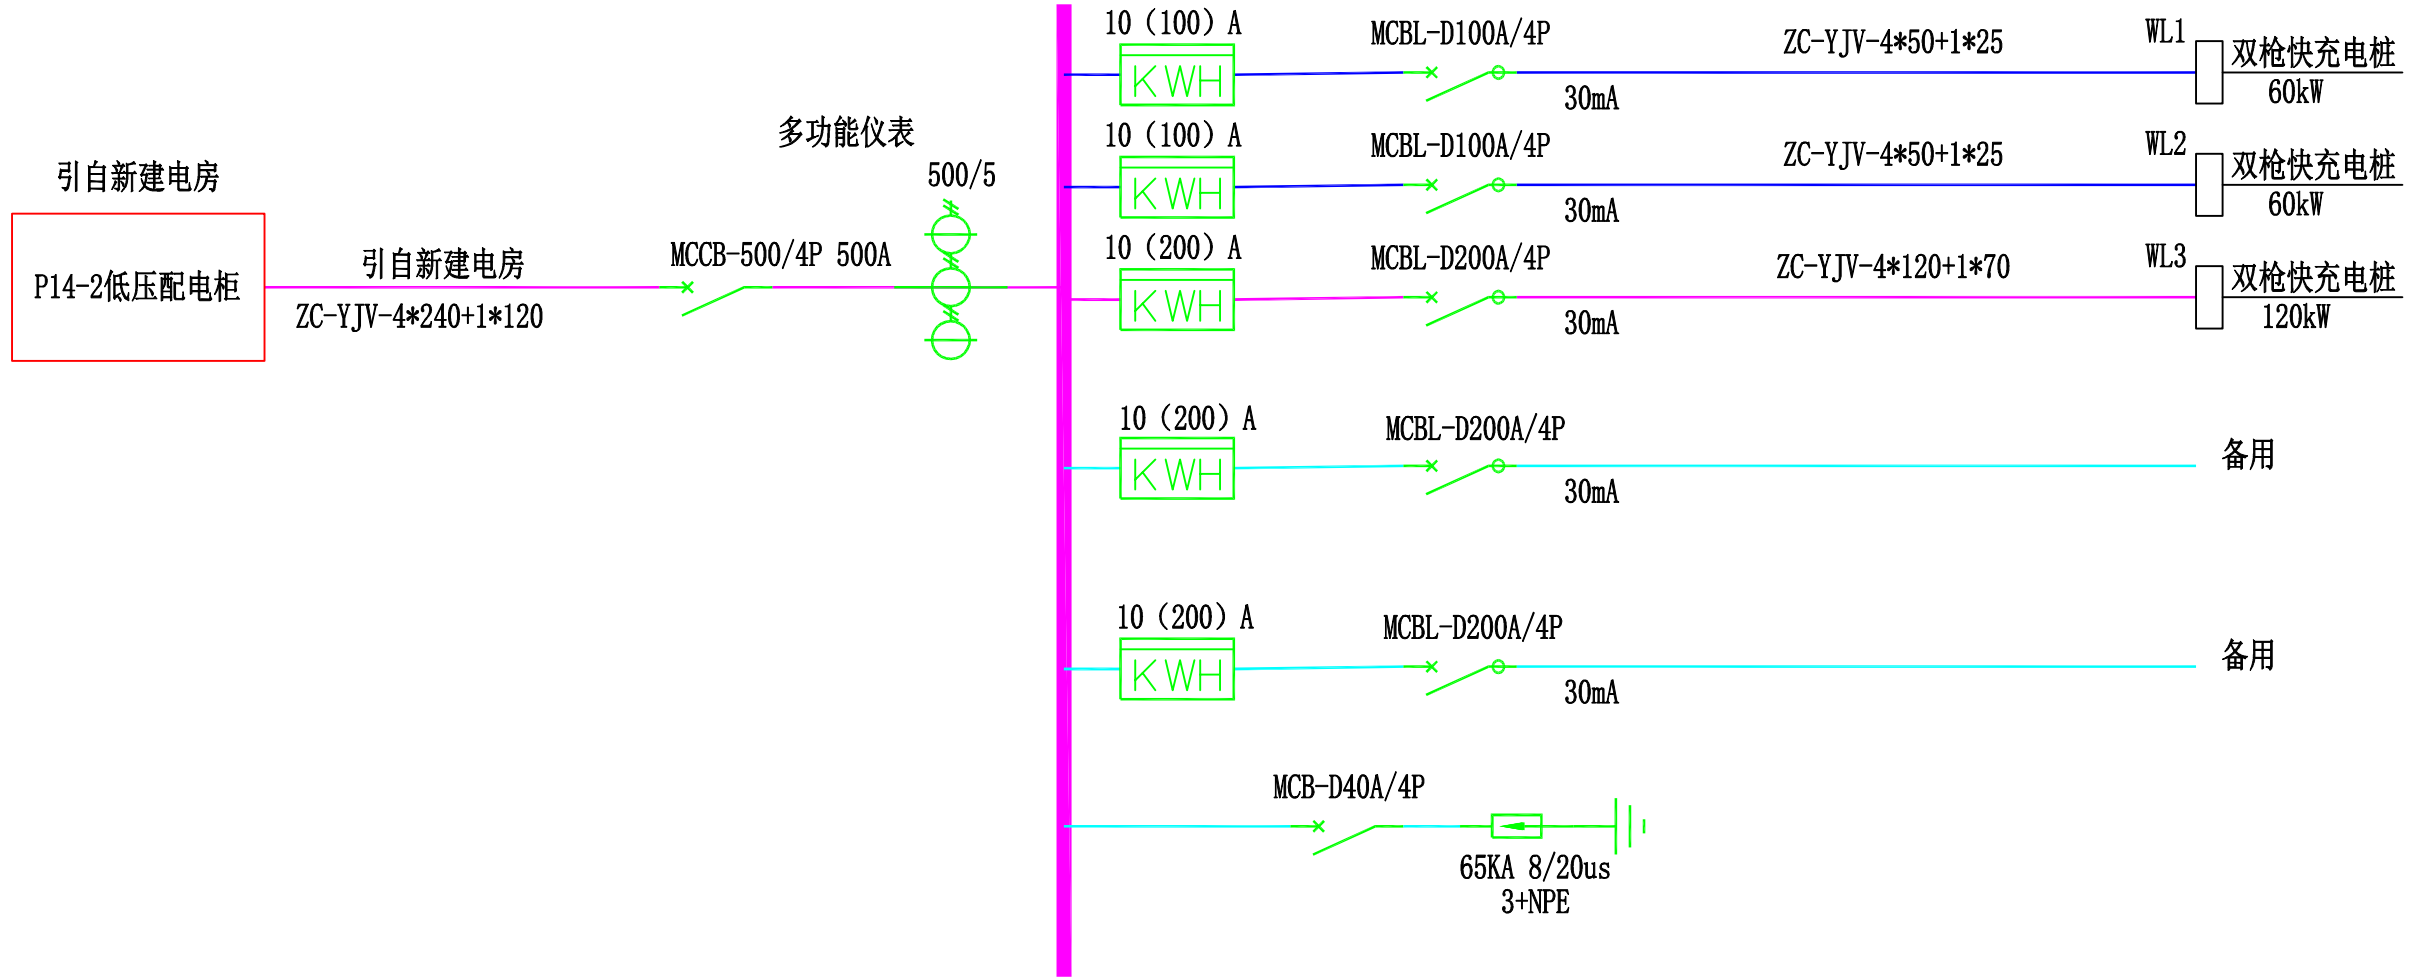 引自新建电房
P14-2低压配电柜
引自新建电房
ZC-YJV-4*240+1*120
MCCB-500/4P 500A
多功能仪表
500/5
10（100）A
KWH
MCBL-D100A/4P
30mA
ZC-YJV-4*50+1*25
WL1
双枪快充电桩
60kW
10（100）A
KWH
MCBL-D100A/4P
30mA
ZC-YJV-4*50+1*25
WL2
双枪快充电桩
60kW
10（200）A
KWH
MCBL-D200A/4P
30mA
ZC-YJV-4*120+1*70
WL3
双枪快充电桩
120kW
10（200）A
KWH
MCBL-D200A/4P
30mA
备用
10（200）A
KWH
MCBL-D200A/4P
30mA
备用
MCB-D40A/4P
65KA 8/20us
3+NPE